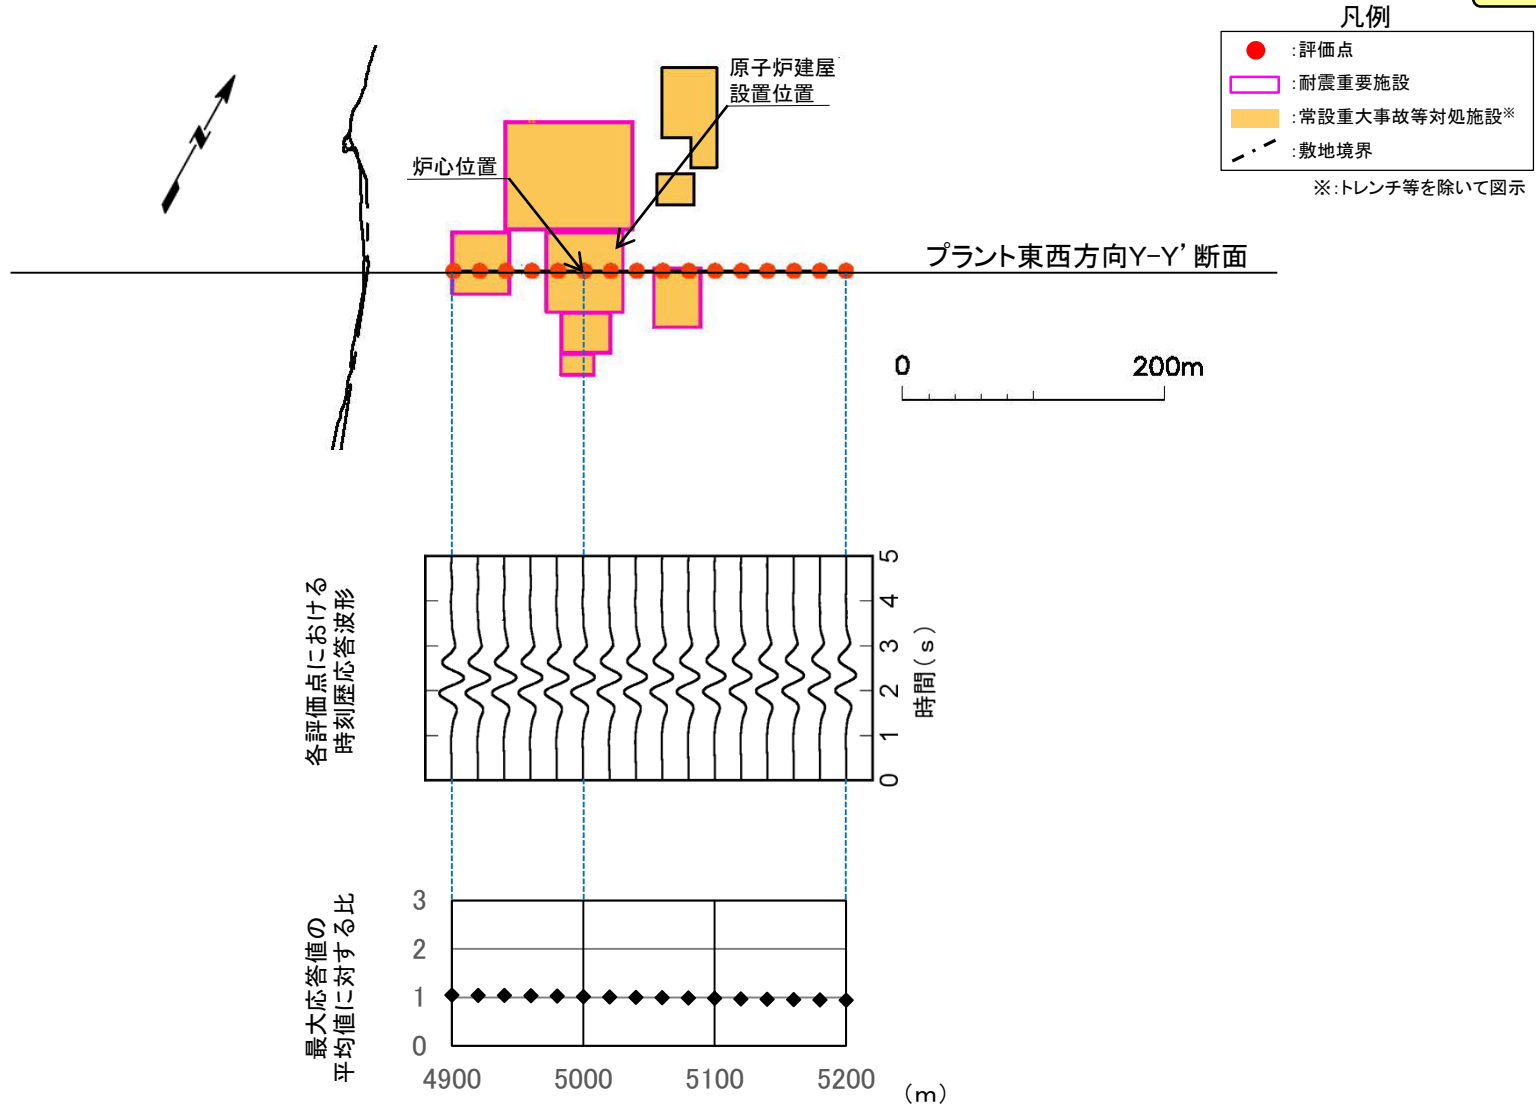 凡例
:評価点
:耐震重要施設
:常設重大事故等対処施設※
:敷地境界
※:トレンチ等を除いて図示
N
原子炉建屋
設置位置
炉心位置
プラント東西方向Y-Y'断面
0 200m
各評価点における
時刻歴応答波形
5
4
3
2
1
0
時間(s)
最大応答値の
平均値に対する比
3
2
1
0
4900 5000 5100 5200
(m)